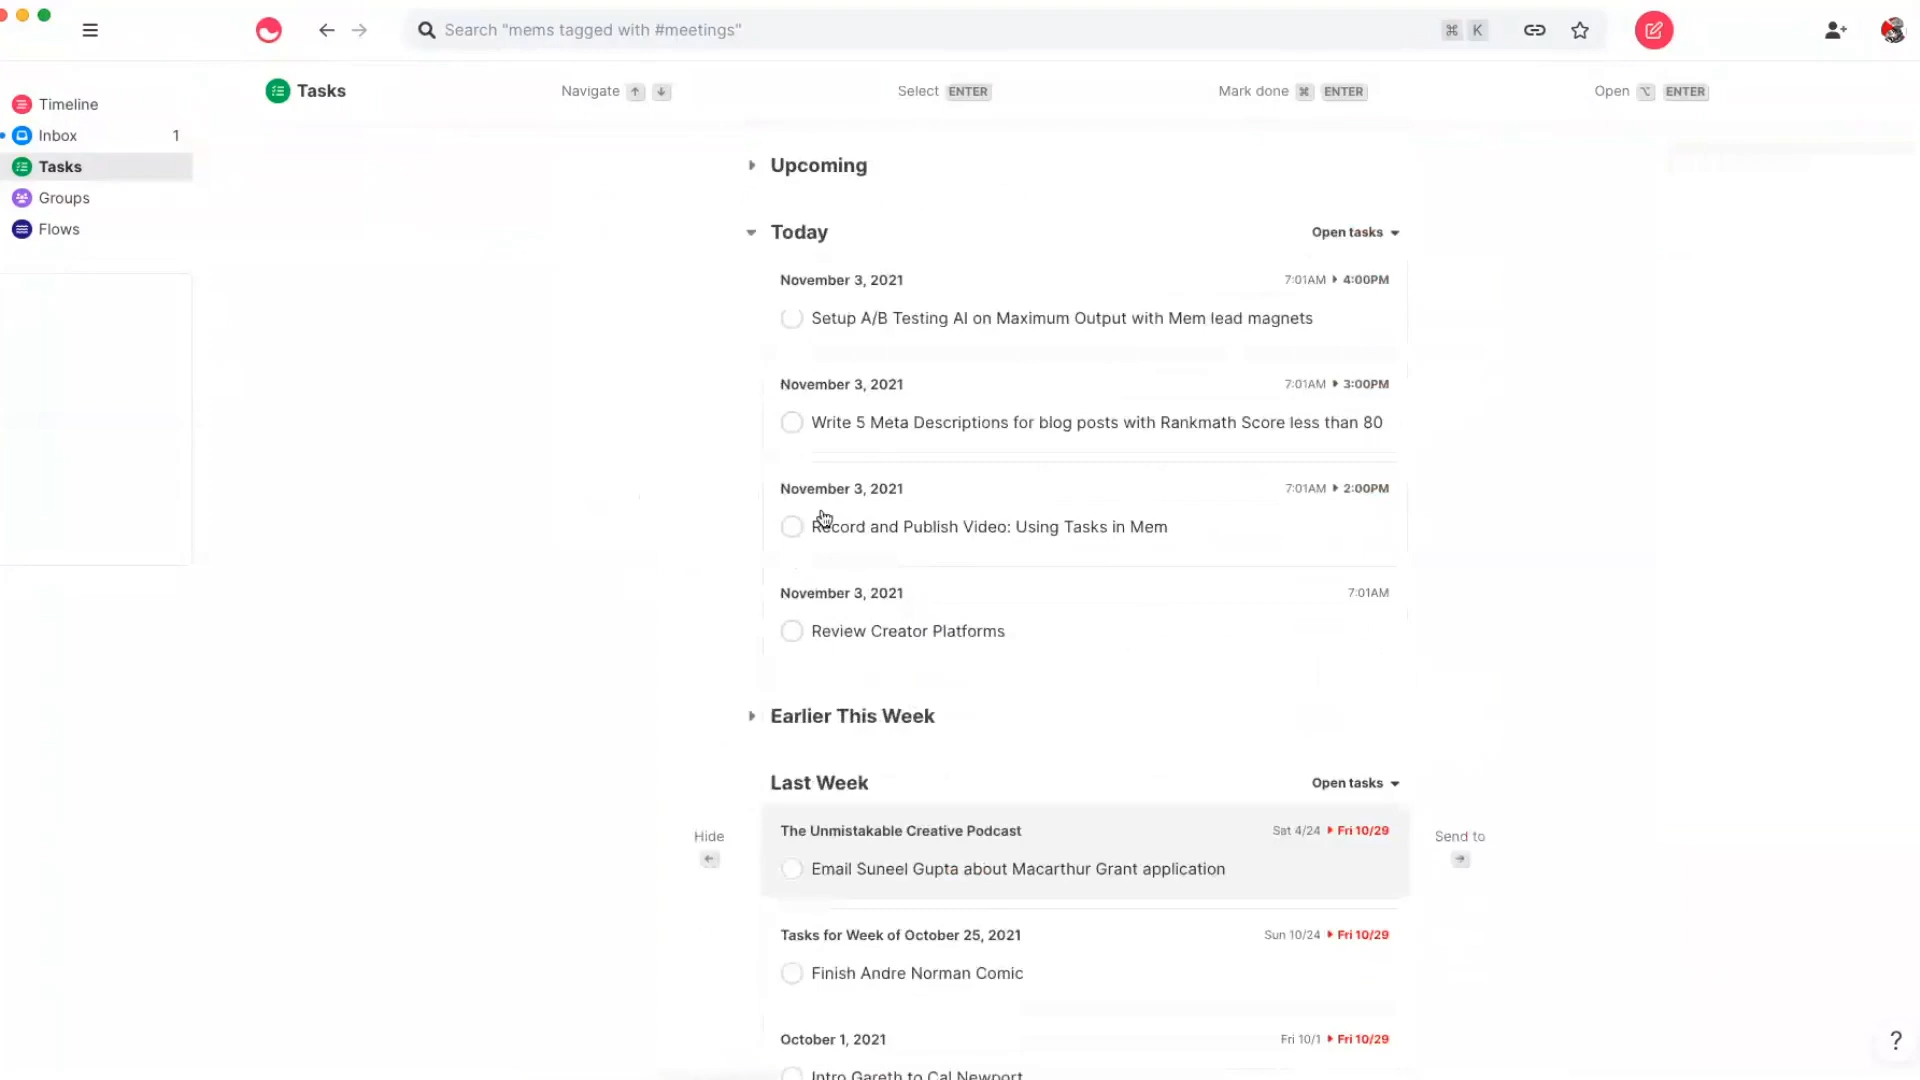 Search "mems tagged with #meetings"
⌘ K
Tasks
Navigate ↑ ↓
Select ENTER
Mark done ⌘ ENTER
Open ⌥ ENTER
Timeline
Inbox 1
Tasks
Groups
Flows
Upcoming
Today
Open tasks
November 3, 2021
7:01AM 4:00PM
Setup A/B Testing AI on Maximum Output with Mem lead magnets
November 3, 2021
7:01AM 3:00PM
Write 5 Meta Descriptions for blog posts with Rankmath Score less than 80
November 3, 2021
7:01AM 2:00PM
Record and Publish Video: Using Tasks in Mem
November 3, 2021
7:01AM
Review Creator Platforms
Earlier This Week
Last Week
Open tasks
Hide
←
The Unmistakable Creative Podcast
Sat 4/24 Fri 10/29
Email Suneel Gupta about Macarthur Grant application
Send to
→
Tasks for Week of October 25, 2021
Sun 10/24 Fri 10/29
Finish Andre Norman Comic
October 1, 2021
Fri 10/1 Fri 10/29
Intro Gareth to Cal Newport
?